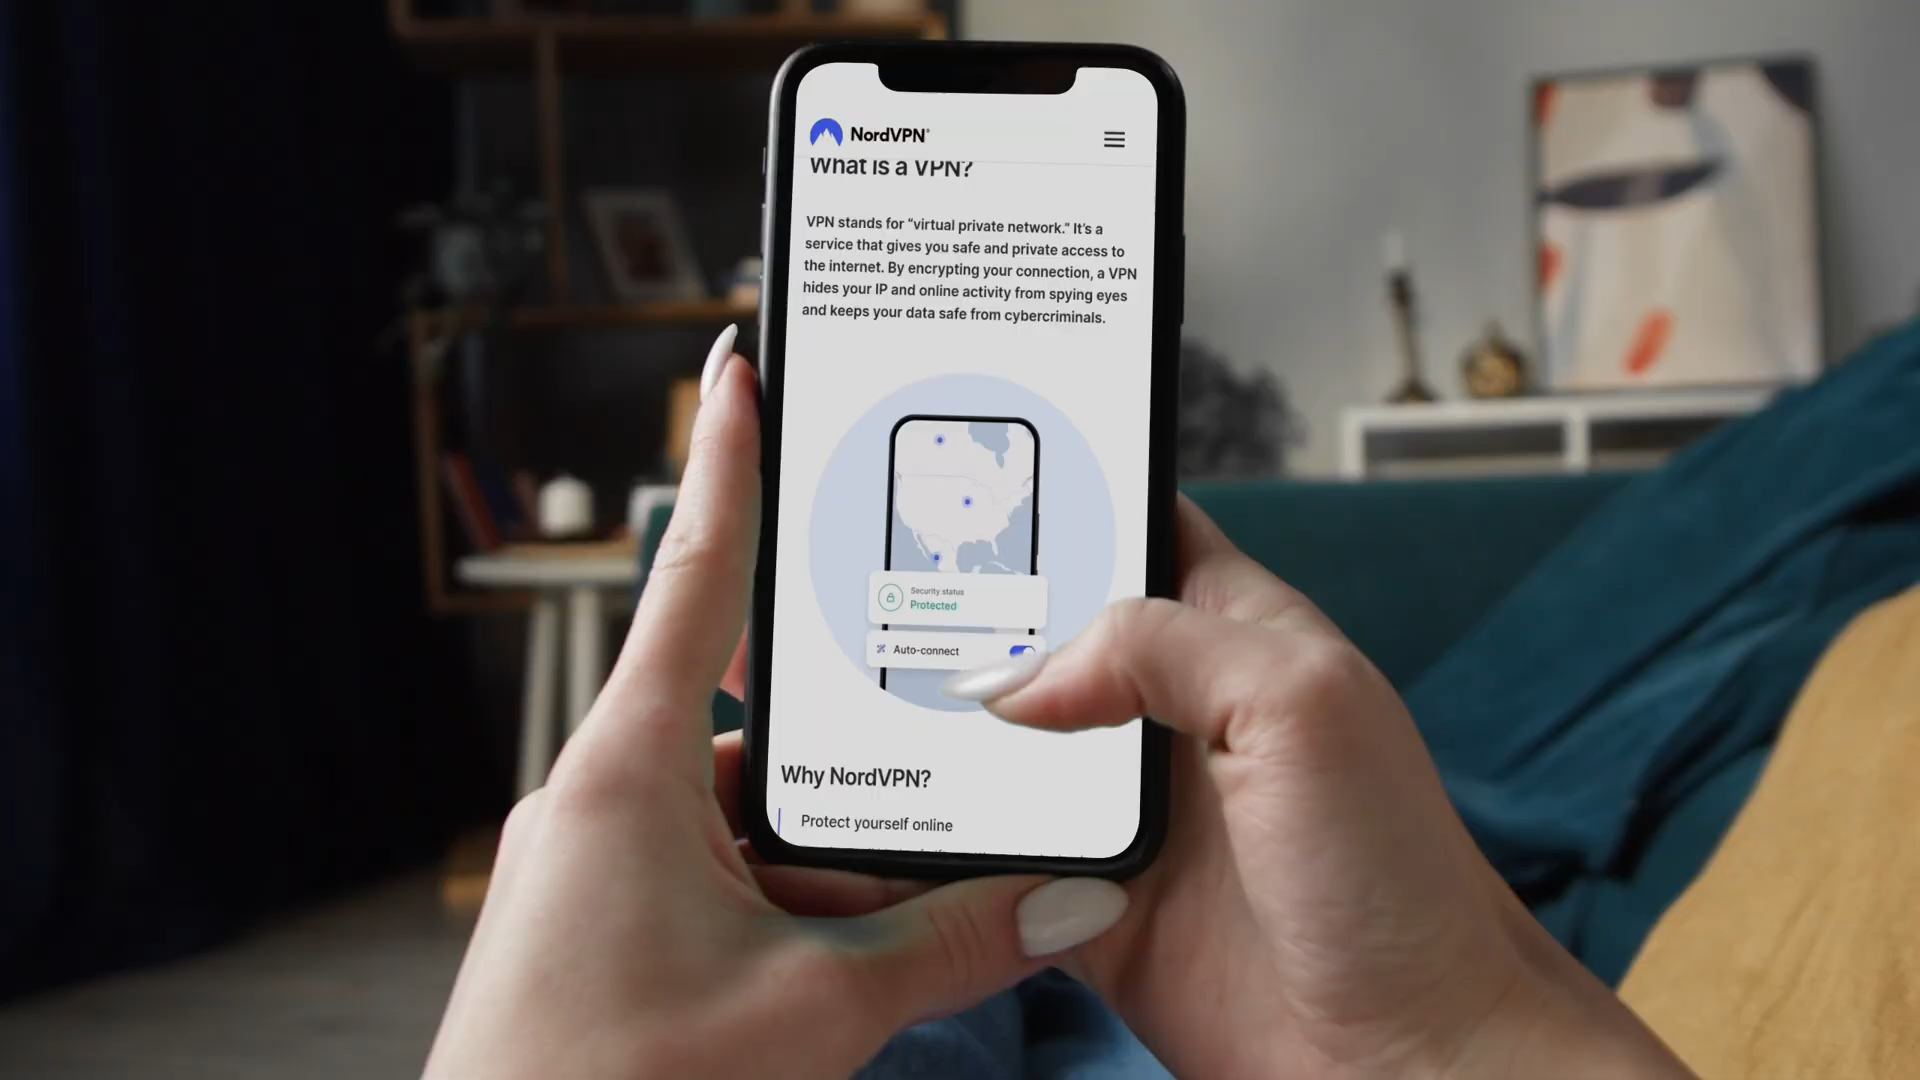 NordVPN®
What is a VPN?
VPN stands for “virtual private network.” It’s a
service that gives you safe and private access to
the internet. By encrypting your connection, a VPN
hides your IP and online activity from spying eyes
and keeps your data safe from cybercriminals.
Security status
Protected
Auto-connect
Why NordVPN?
Protect yourself online